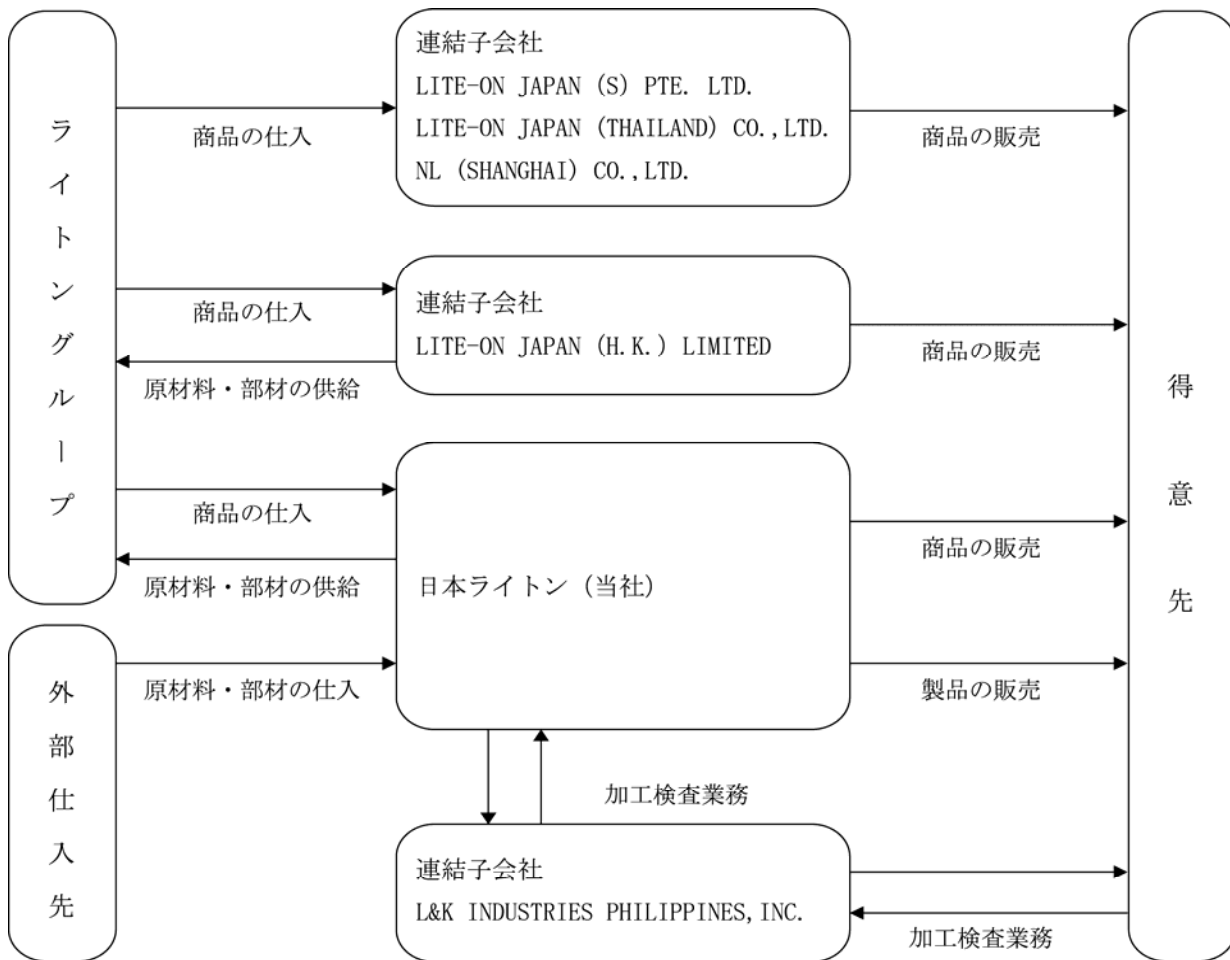 ライトングループ
商品の仕入
連結子会社
LITE-ON JAPAN (S) PTE. LTD.
LITE-ON JAPAN (THAILAND) CO.,LTD.
NL (SHANGHAI) CO.,LTD.
商品の販売
商品の仕入
原材料・部材の供給
連結子会社
LITE-ON JAPAN (H.K.) LIMITED
商品の販売
商品の仕入
原材料・部材の供給
日本ライトン (当社)
商品の販売
外部仕入先
原材料・部材の仕入
製品の販売
加工検査業務
連結子会社
L&K INDUSTRIES PHILIPPINES,INC.
加工検査業務
得意先